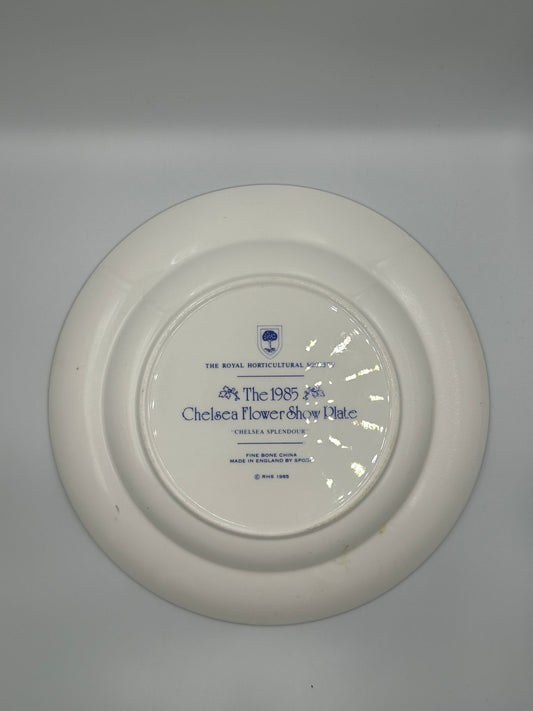 THE ROYAL HORTICULTURAL SOCIETY
The 1985
Chelsea Flower Show Plate
"CHELSEA SPLENDOUR"
FINE BONE CHINA
MADE IN ENGLAND BY SPODE
© RHS 1985